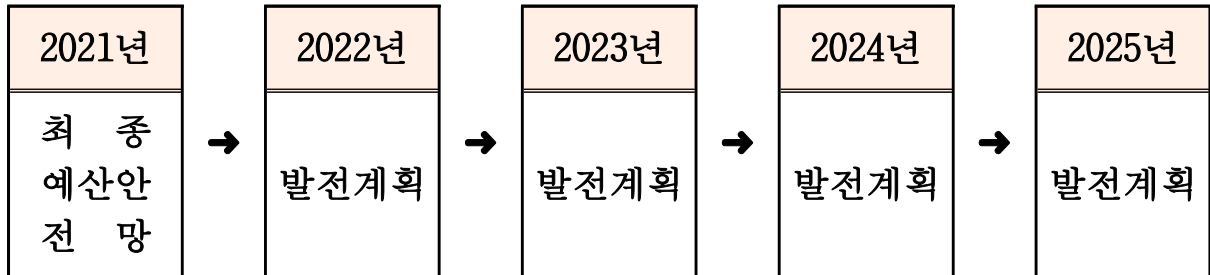 2021년
최 종
예산안
전 망
➜
2022년
발전계획
➜
2023년
발전계획
➜
2024년
발전계획
➜
2025년
발전계획